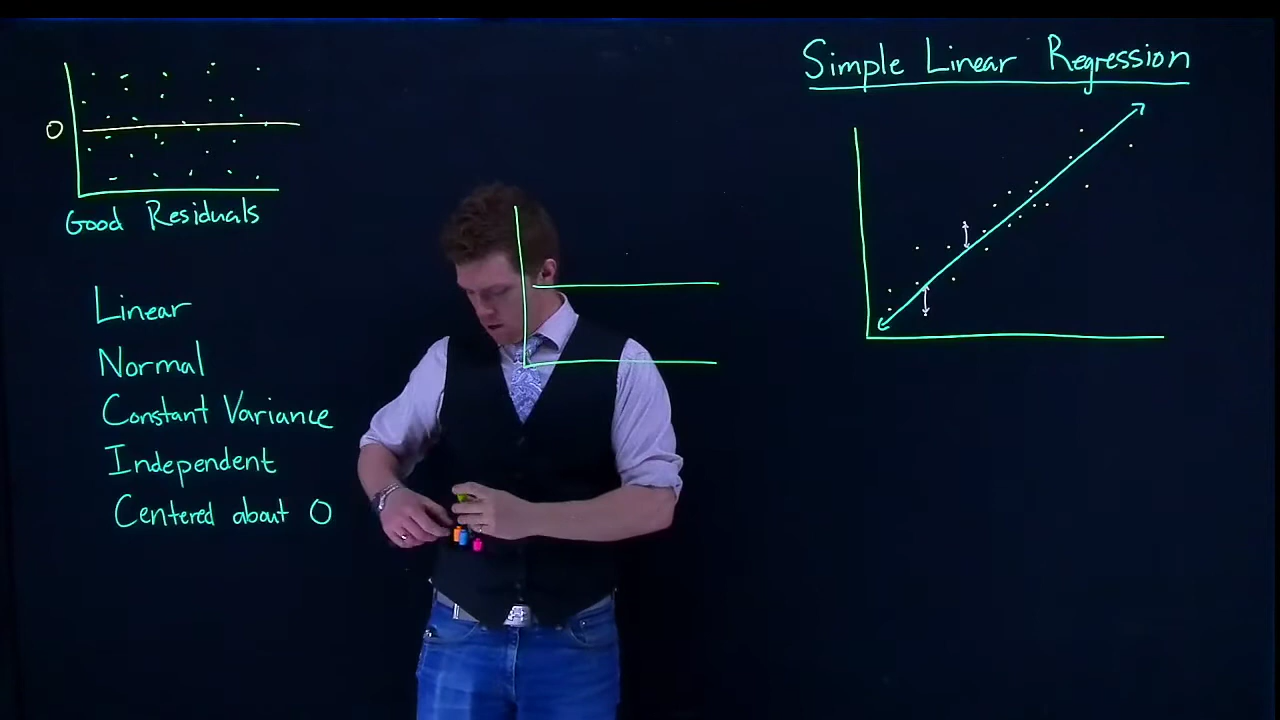 Simple Linear Regression
0
Good Residuals
Linear
Normal
Constant Variance
Independent
Centered about 0